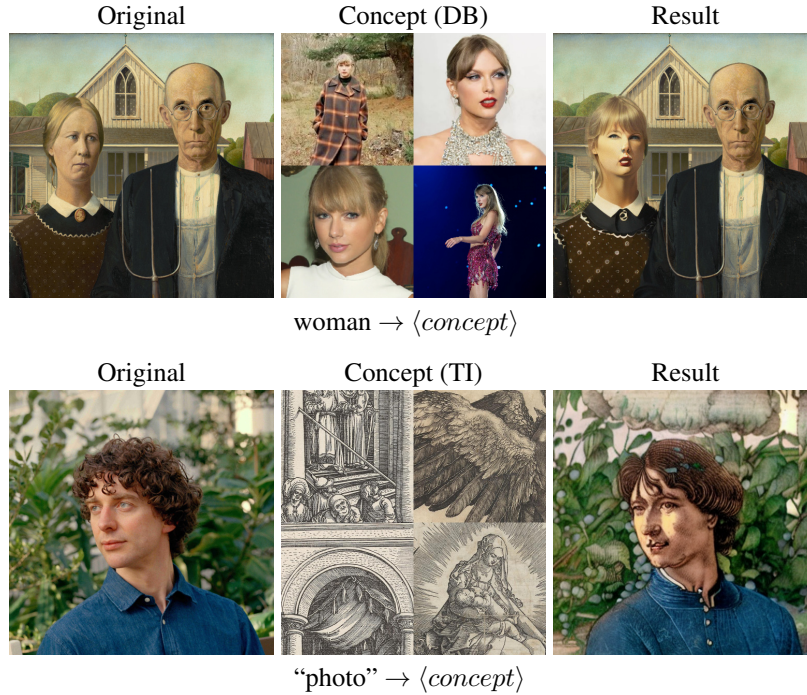 Original Concept (DB) Result
woman → ⟨concept⟩
Original Concept (TI) Result
“photo” → ⟨concept⟩